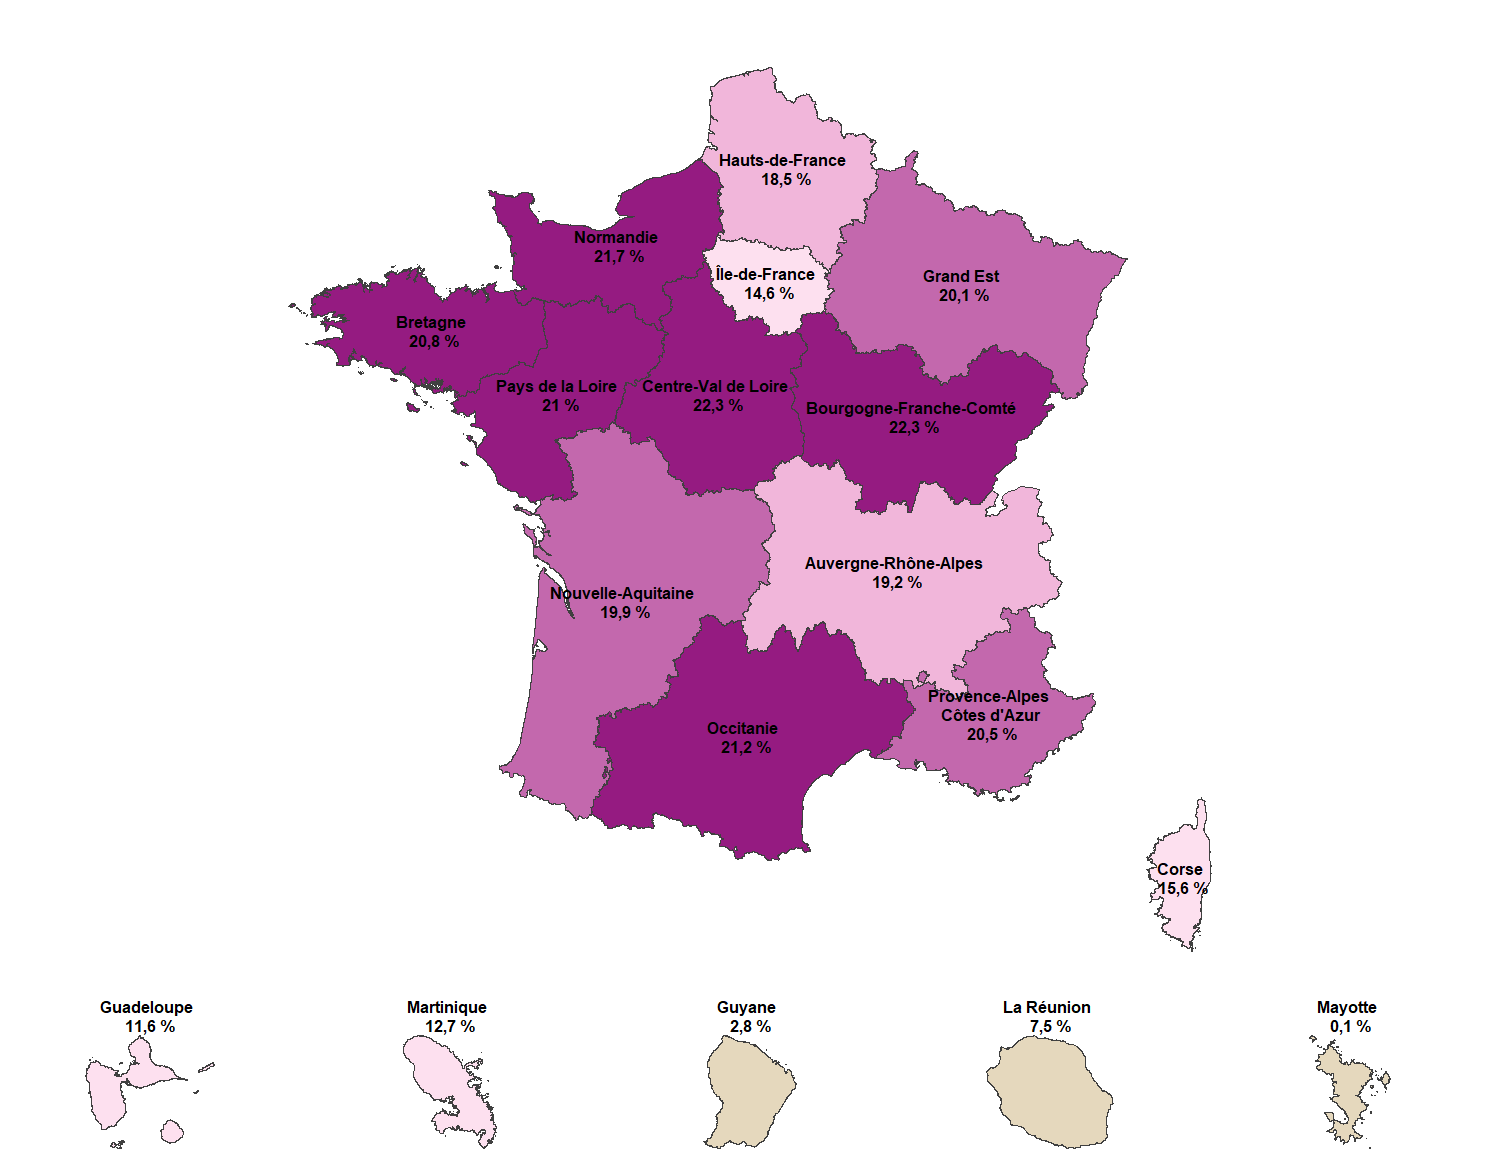 Hauts-de-France
18,5 %
Normandie
21,7 %
Île-de-France
14,6 %
Grand Est
20,1 %
Bretagne
20,8 %
Pays de la Loire
21 %
Centre-Val de Loire
22,3 %
Bourgogne-Franche-Comté
22,3 %
Auvergne-Rhône-Alpes
19,2 %
Nouvelle-Aquitaine
19,9 %
Provence-Alpes
Côtes d'Azur
20,5 %
Occitanie
21,2 %
Corse
15,6 %
Guadeloupe
11,6 %
Martinique
12,7 %
Guyane
2,8 %
La Réunion
7,5 %
Mayotte
0,1 %